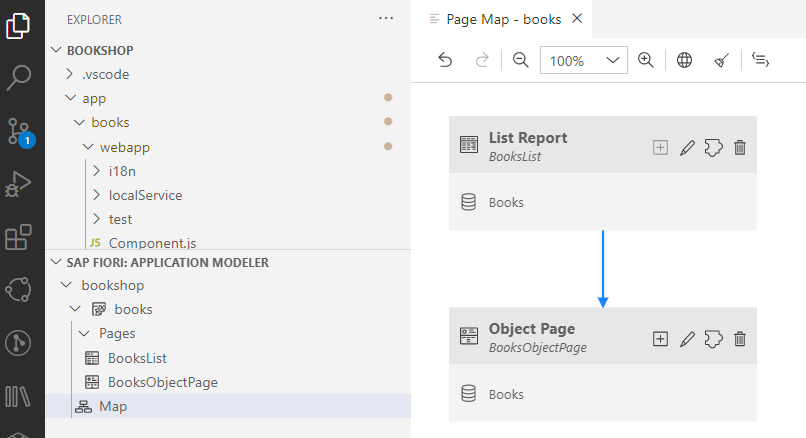 EXPLORER
···
BOOKSHOP
.vscode
app
books
webapp
i18n
localService
test
JS Component.js
1
SAP FIORI: APPLICATION MODELER
bookshop
books
Pages
BooksList
BooksObjectPage
Map
Page Map - books
100%
List Report
BooksList
Books
Object Page
BooksObjectPage
Books